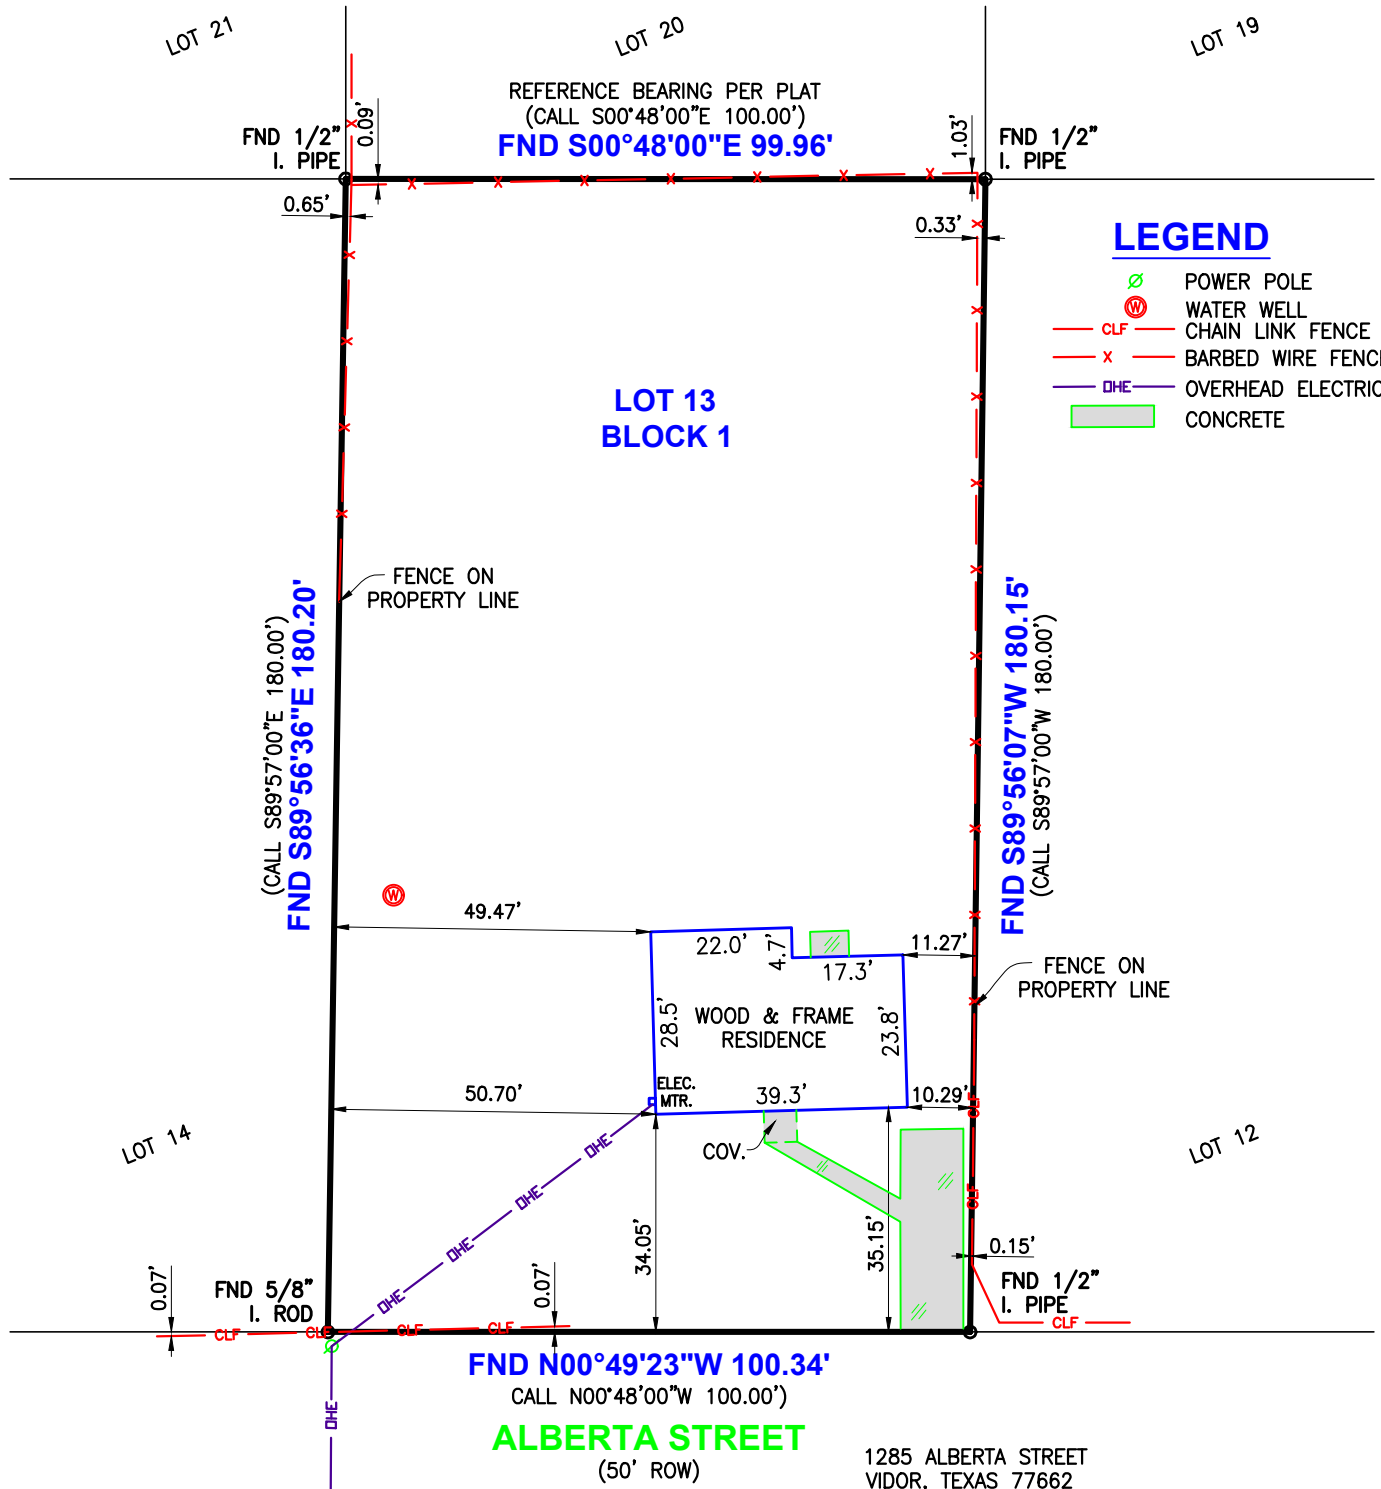 LOT 21
LOT 20
LOT 19
REFERENCE BEARING PER PLAT
(CALL S00°48'00"E 100.00')
FND S00°48'00"E 99.96'
FND 1/2"
I. PIPE
0.09'
1.03'
FND 1/2"
I. PIPE
0.65'
0.33'
LEGEND
POWER POLE
W
WATER WELL
CLF
CHAIN LINK FENCE
X
BARBED WIRE FENCE
OHE
OVERHEAD ELECTRIC
CONCRETE
LOT 13
BLOCK 1
FENCE ON
PROPERTY LINE
(CALL S89°57'00"E 180.00')
FND S89°56'36"E 180.20'
FND S89°56'07"W 180.15'
(CALL S89°57'00"W 180.00')
W
49.47'
22.0'
4.7'
17.3'
11.27'
FENCE ON
PROPERTY LINE
28.5'
WOOD & FRAME
RESIDENCE
23.8'
ELEC.
MTR.
50.70'
39.3'
10.29'
CLF
COV.
LOT 14
LOT 12
OHE
OHE
OHE
OHE
CLF
34.05'
35.15'
0.15'
0.07'
0.07'
FND 5/8"
I. ROD
FND 1/2"
I. PIPE
CLF
CLF
CLF
CLF
CLF
OHE
FND N00°49'23"W 100.34'
CALL N00°48'00"W 100.00')
ALBERTA STREET
(50' ROW)
1285 ALBERTA STREET
VIDOR, TEXAS 77662